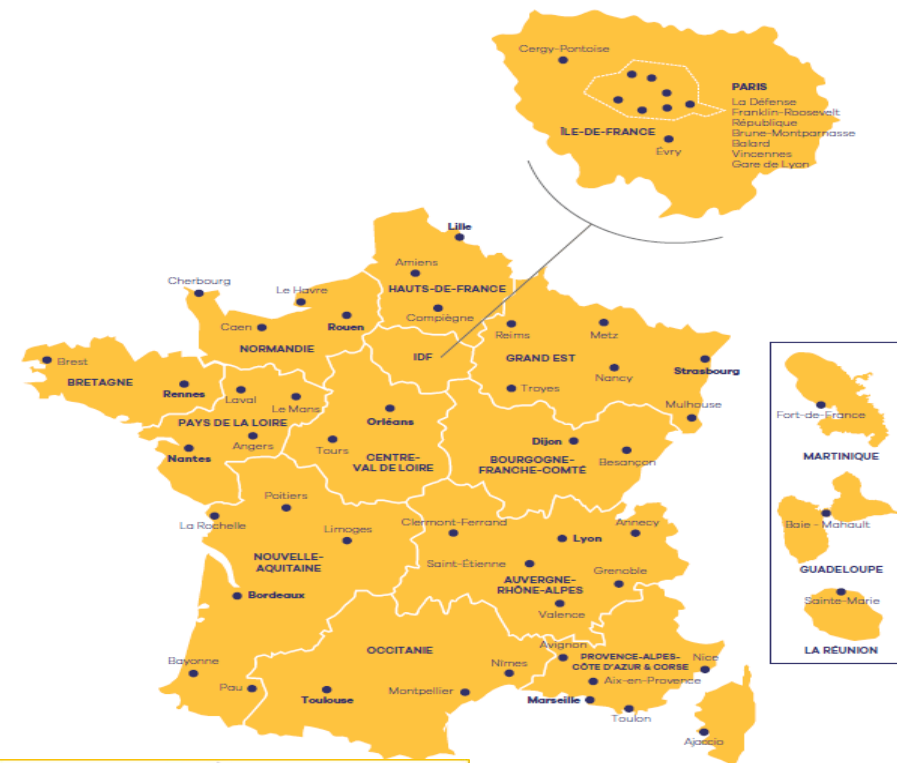 Cergy-Pontoise
PARIS
La Défense
Franklin-Roosevelt
République
Brune-Montparnasse
Balard
Vincennes
Gare de Lyon
ÎLE-DE-FRANCE
Évry
Lille
Amiens
HAUTS-DE-FRANCE
Compiègne
Cherbourg
Le Havre
Caen
Rouen
NORMANDIE
IDF
Reims
Metz
GRAND EST
Nancy
Troyes
Strasbourg
Mulhouse
Brest
BRETAGNE
Rennes
Laval
Le Mans
PAYS DE LA LOIRE
Angers
Nantes
Orléans
Tours
CENTRE-
VAL DE LOIRE
Dijon
BOURGOGNE-
FRANCHE-COMTÉ
Besançon
Poitiers
La Rochelle
Limoges
NOUVELLE-
AQUITAINE
Bordeaux
Bayonne
Pau
Clermont-Ferrand
Annecy
Lyon
Saint-Étienne
Grenoble
AUVERGNE-
RHÔNE-ALPES
Valence
OCCITANIE
Nîmes
Montpellier
Toulouse
Avignon
PROVENCE-ALPES-
CÔTE D'AZUR & CORSE
Nice
Aix-en-Provence
Marseille
Toulon
Ajaccio
Fort-de-France
MARTINIQUE
Baie - Mahault
GUADELOUPE
Sainte-Marie
LA RÉUNION